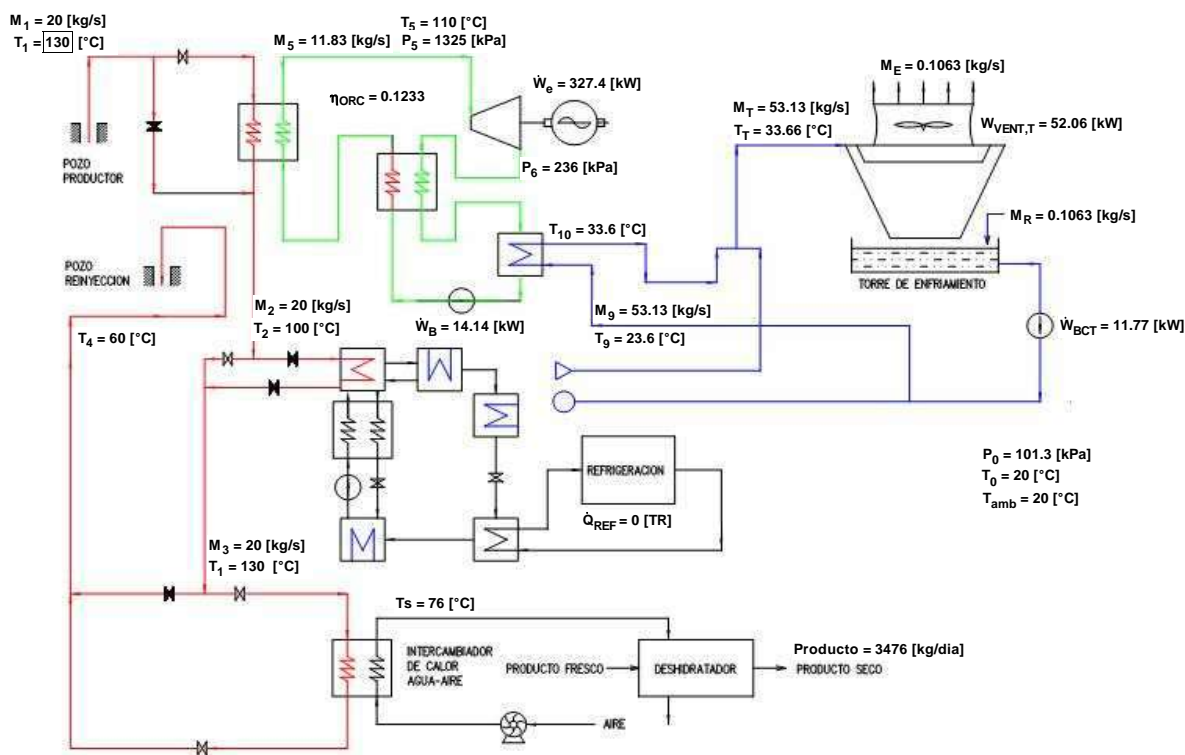 M1 = 20 [kg/s]
T1 = 130 [°C]
M5 = 11.83 [kg/s]
T5 = 110 [°C]
P5 = 1325 [kPa]
ηORC = 0.1233
Ẇe = 327.4 [kW]
P6 = 236 [kPa]
ME = 0.1063 [kg/s]
MT = 53.13 [kg/s]
TT = 33.66 [°C]
WVENT,T = 52.06 [kW]
MR = 0.1063 [kg/s]
TORRE DE ENFRIAMIENTO
ẆBCT = 11.77 [kW]
POZO
PRODUCTOR
POZO
REINYECCION
T10 = 33.6 [°C]
M9 = 53.13 [kg/s]
T9 = 23.6 [°C]
ẆB = 14.14 [kW]
M2 = 20 [kg/s]
T2 = 100 [°C]
T4 = 60 [°C]
REFRIGERACION
Q̇REF = 0 [TR]
P0 = 101.3 [kPa]
T0 = 20 [°C]
Tamb = 20 [°C]
M3 = 20 [kg/s]
T1 = 130 [°C]
Ts = 76 [°C]
INTERCAMBIADOR
DE CALOR
AGUA-AIRE
PRODUCTO FRESCO
DESHIDRATADOR
Producto = 3476 [kg/dia]
PRODUCTO SECO
AIRE